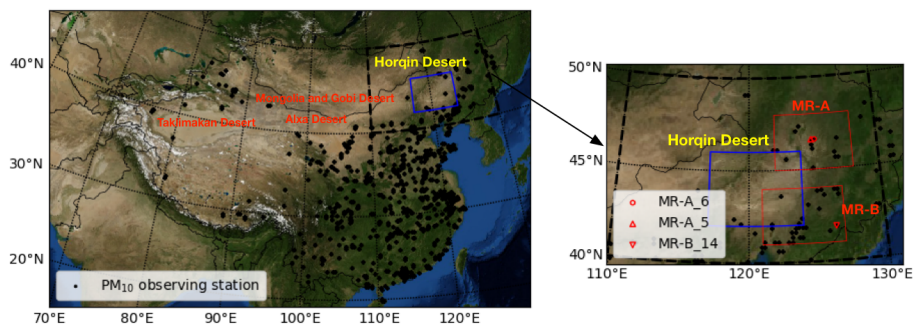 40°N
30°N
20°N
70°E 80°E 90°E 100°E 110°E 120°E
Horqin Desert
Mongolia and Gobi Desert
Taklimakan Desert
Alxa Desert
PM₁₀ observing station
50°N
45°N
40°N
110°E 120°E 130°E
MR-A
Horqin Desert
MR-B
MR-A_6
MR-A_5
MR-B_14